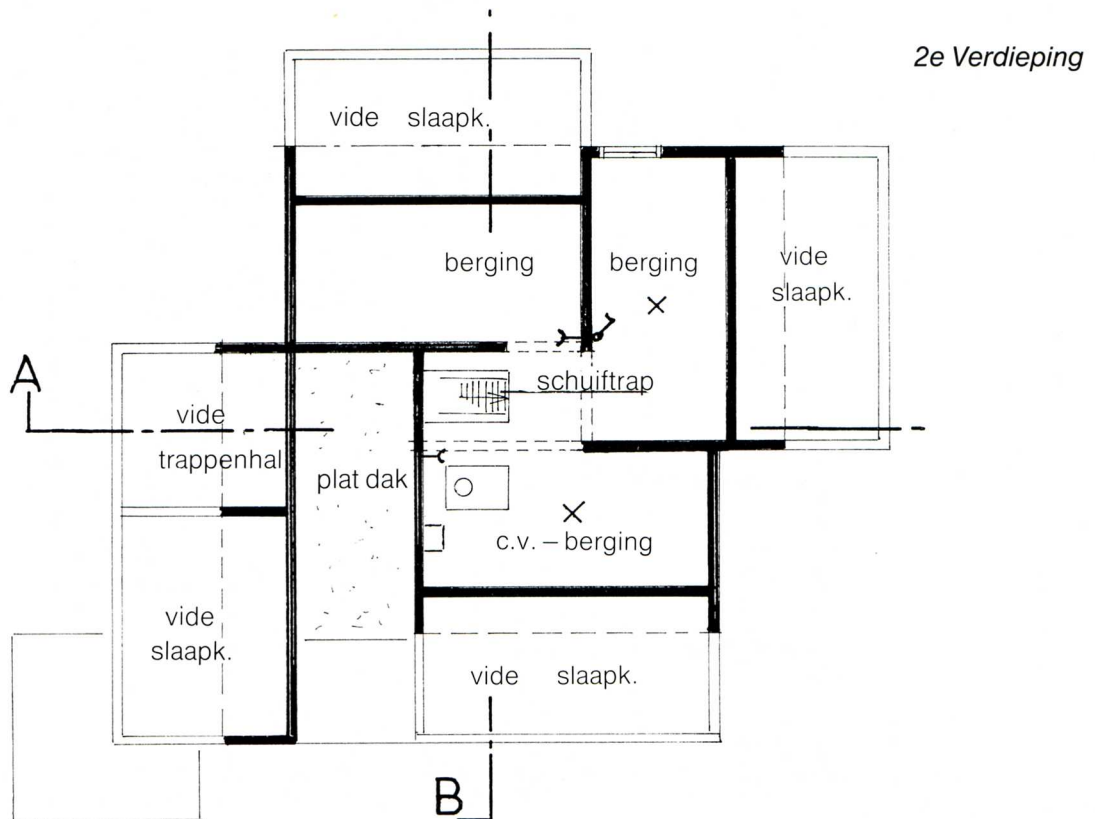 2e Verdieping
vide slaapk.
berging
berging
vide
slaapk.
A
schuiftrap
vide
trappenhal
plat dak
c.v. – berging
vide
slaapk.
vide slaapk.
B